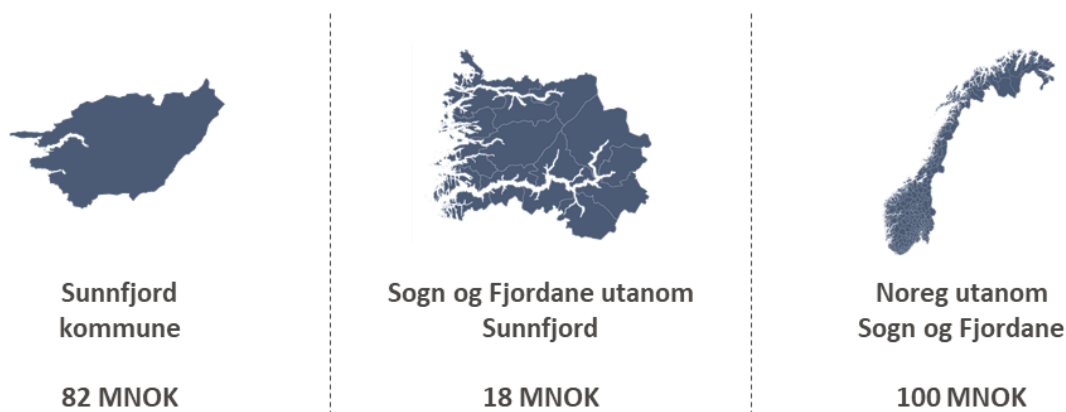 Sunnfjord
kommune
82 MNOK
Sogn og Fjordane utanom
Sunnfjord
18 MNOK
Noreg utanom
Sogn og Fjordane
100 MNOK